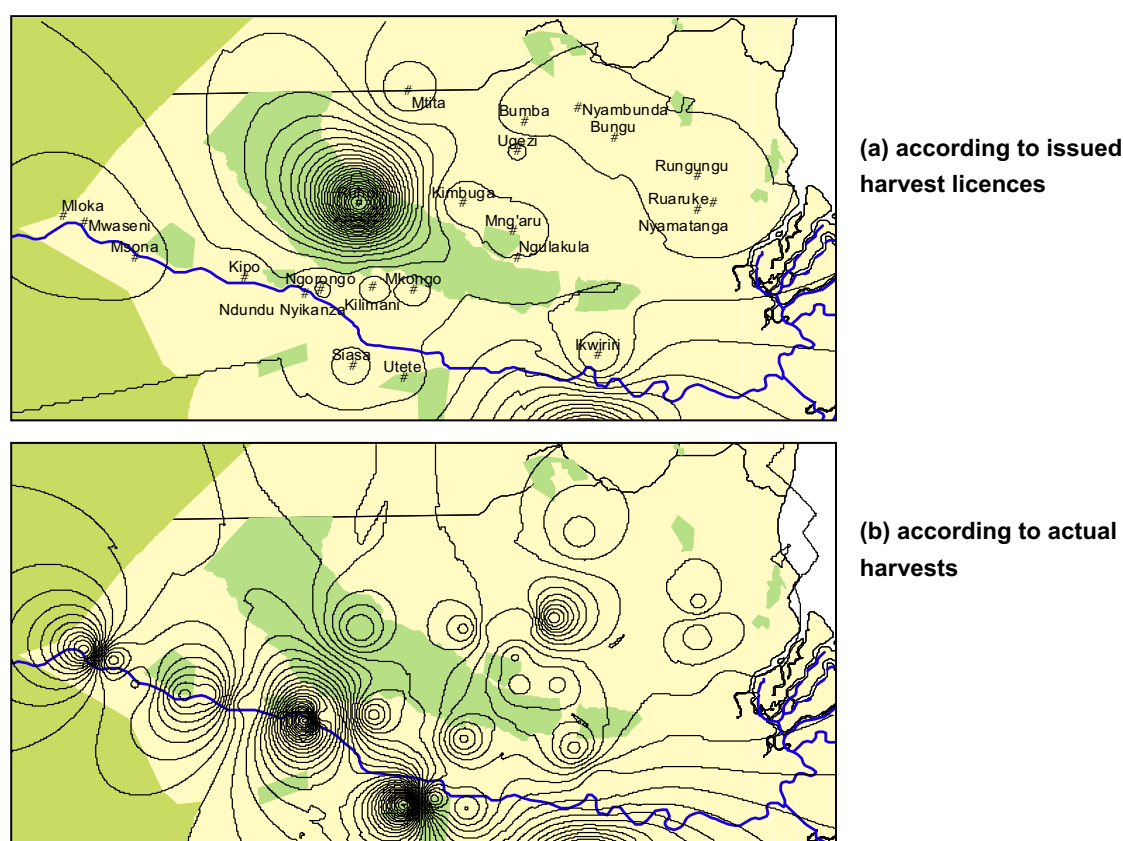 Mtita
Bumba
#Nyambunda
Bungu
Ugezi
Rungungu
Kimbuga
Ruaruke
Mloka
Mwaseni
Mng'aru
Nyamatanga
Msona
Ngulakula
Kipo
Ngorongo
Mkongo
Ndundu Nyikanza
Kilimani
Siasa
Utete
Ikwiriri
(a) according to issued
harvest licences
(b) according to actual
harvests